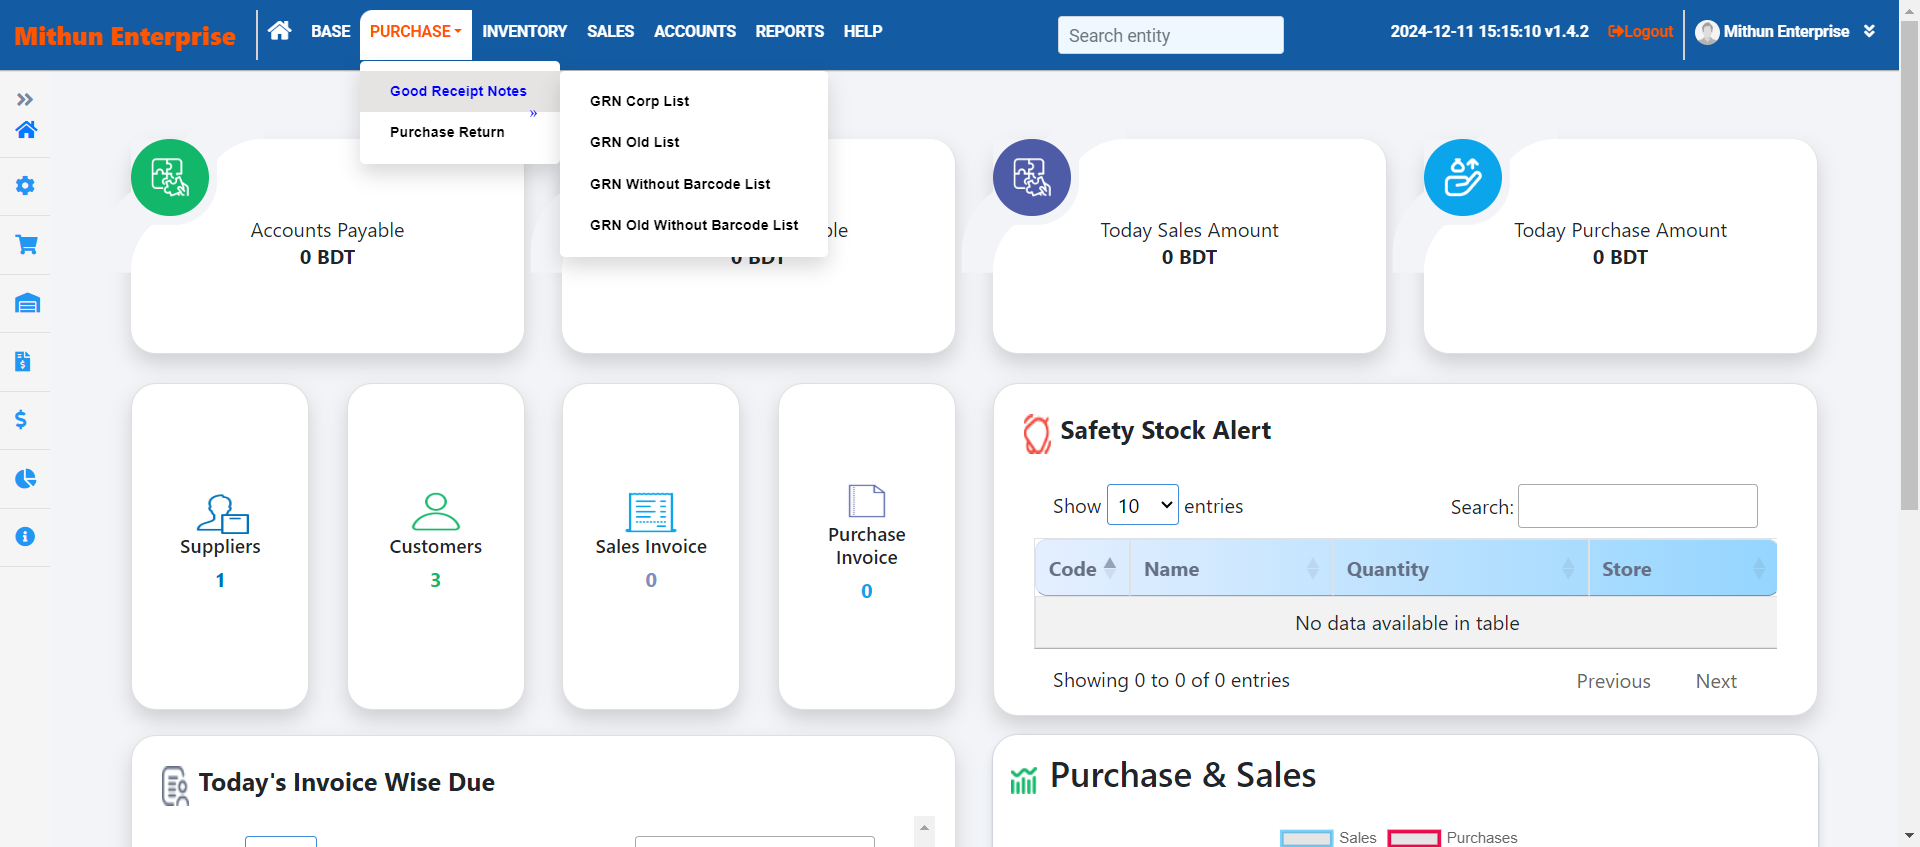 Mithun Enterprise
BASE
PURCHASE
INVENTORY
SALES
ACCOUNTS
REPORTS
HELP
Search entity
2024-12-11 15:15:10 v1.4.2
Logout
Mithun Enterprise
Good Receipt Notes
»
Purchase Return
GRN Corp List
GRN Old List
GRN Without Barcode List
GRN Old Without Barcode List
Accounts Payable
0 BDT
ble
0 BDT
Today Sales Amount
0 BDT
Today Purchase Amount
0 BDT
Suppliers
1
Customers
3
Sales Invoice
0
Purchase
Invoice
0
Safety Stock Alert
Show 10 entries
Search:
Code Name Quantity Store
No data available in table
Showing 0 to 0 of 0 entries
Previous Next
Today's Invoice Wise Due
Purchase & Sales
Sales Purchases